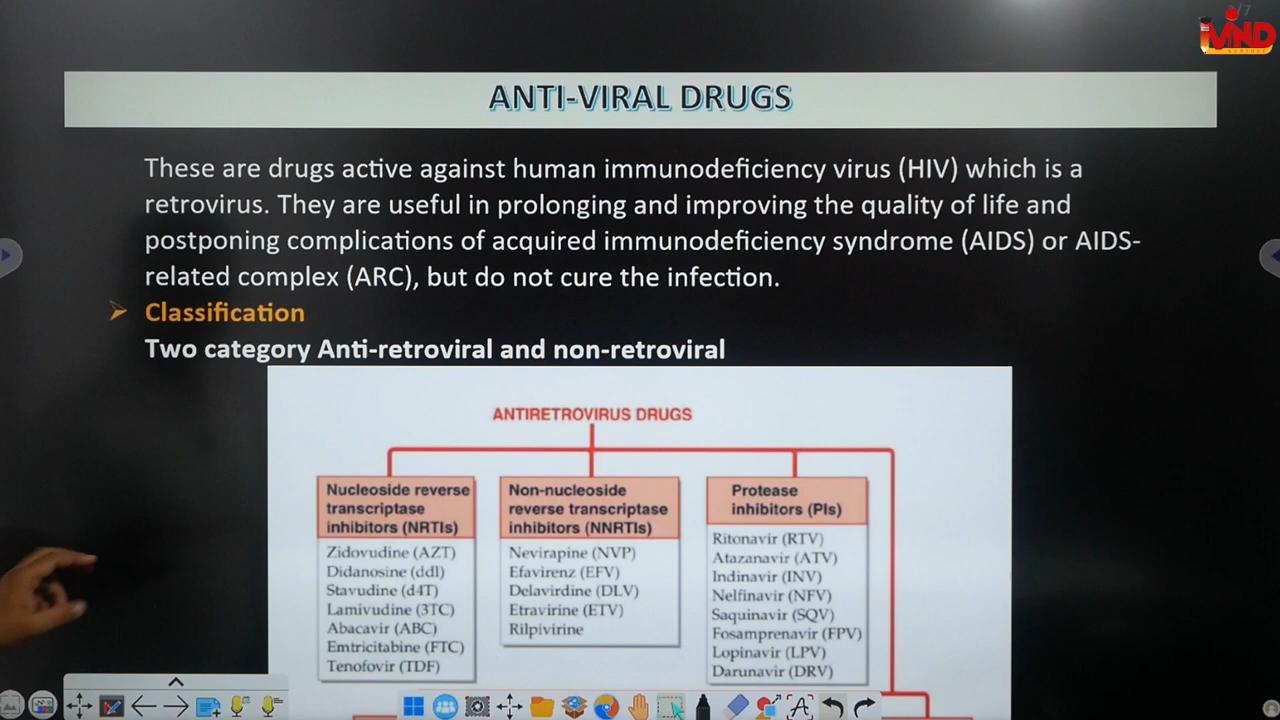 2/7
MND
ANTI-VIRAL DRUGS
These are drugs active against human immunodeficiency virus (HIV) which is a
retrovirus. They are useful in prolonging and improving the quality of life and
postponing complications of acquired immunodeficiency syndrome (AIDS) or AIDS-
related complex (ARC), but do not cure the infection.
Classification
Two category Anti-retroviral and non-retroviral
ANTIRETROVIRUS DRUGS
Nucleoside reverse
transcriptase
inhibitors (NRTIs)
Zidovudine (AZT)
Didanosine (ddI)
Stavudine (d4T)
Lamivudine (3TC)
Abacavir (ABC)
Emtricitabine (FTC)
Tenofovir (TDF)
Non-nucleoside
reverse transcriptase
inhibitors (NNRTIs)
Nevirapine (NVP)
Efavirenz (EFV)
Delavirdine (DLV)
Etravirine (ETV)
Rilpivirine
Protease
inhibitors (PIs)
Ritonavir (RTV)
Atazanavir (ATV)
Indinavir (INV)
Nelfinavir (NFV)
Saquinavir (SQV)
Fosamprenavir (FPV)
Lopinavir (LPV)
Darunavir (DRV)